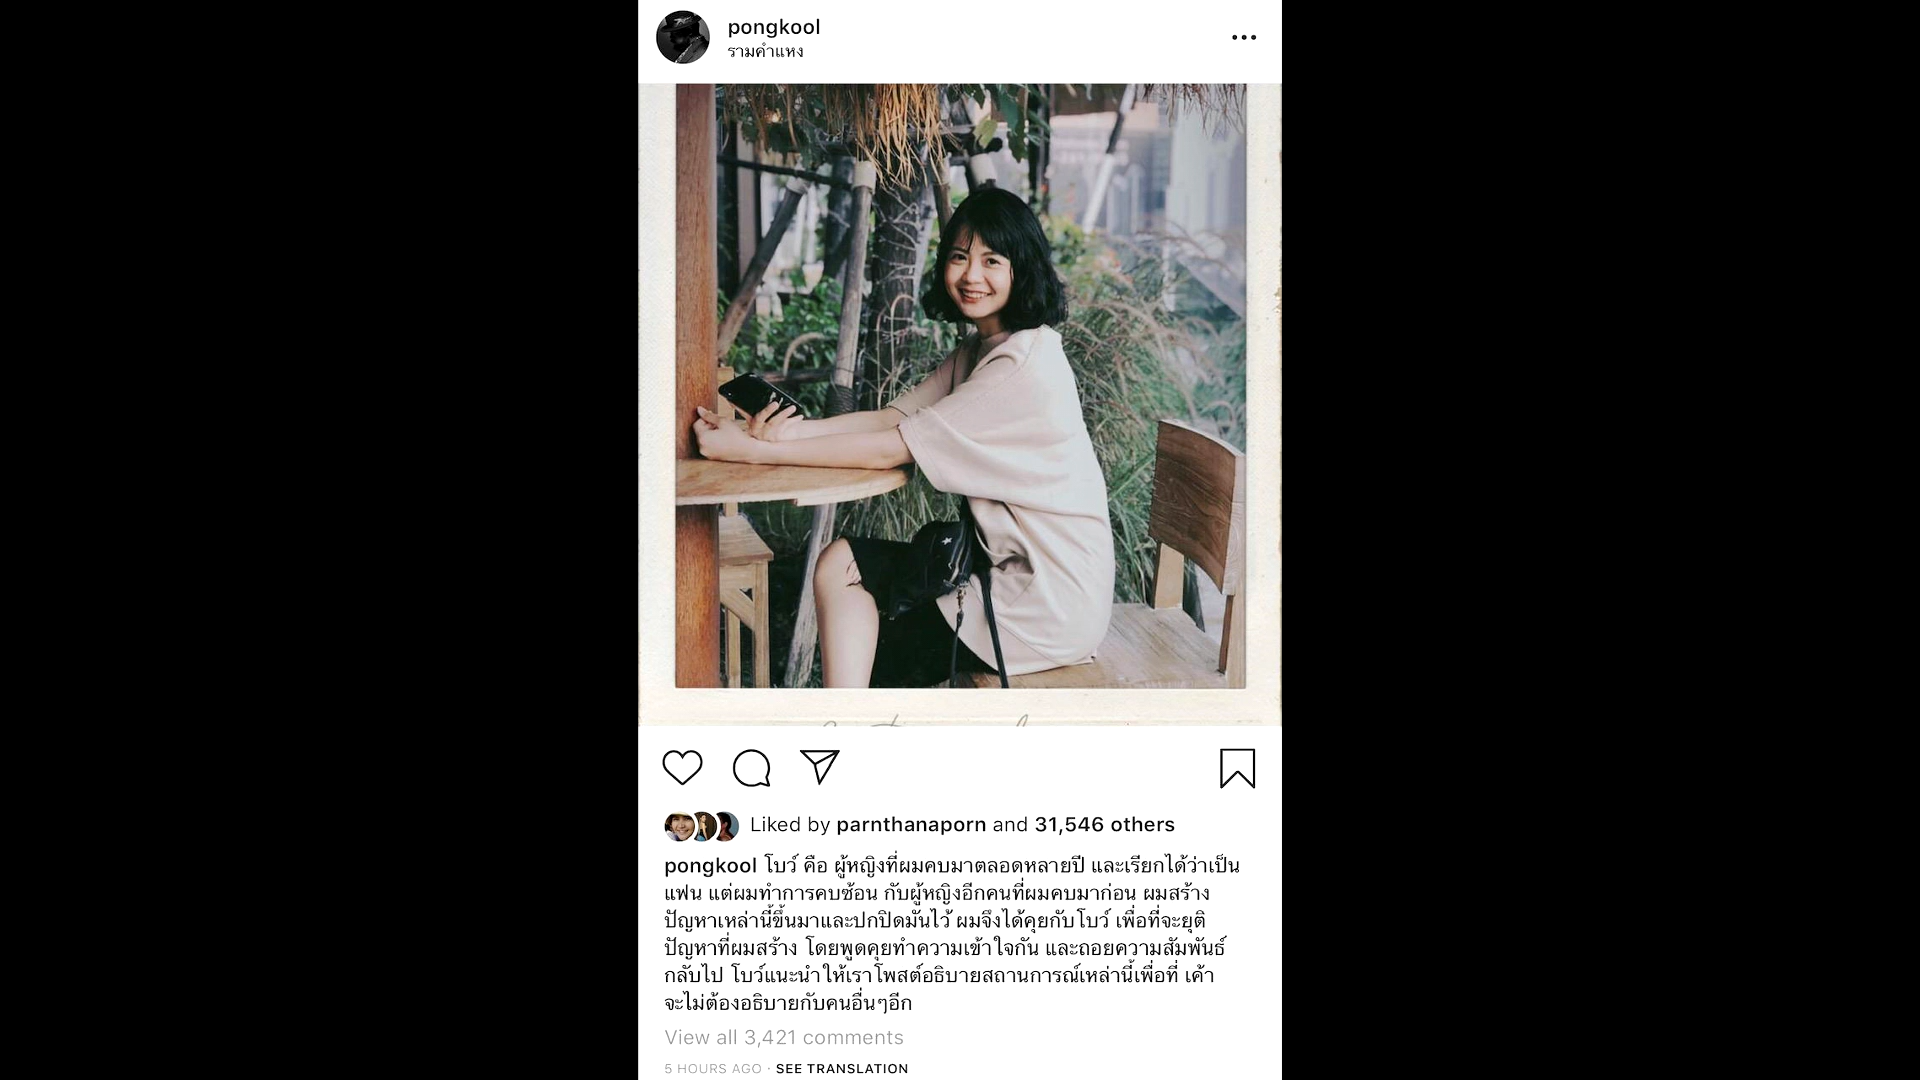 pongkool
รามคำแหง
Liked by parnthanaporn and 31,546 others
pongkool โบว์ คือ ผู้หญิงที่ผมคบมาตลอดหลายปี และเรียกได้ว่าเป็น
แฟน แต่ผมทำการคบซ้อน กับผู้หญิงอีกคนที่ผมคบมาก่อน ผมสร้าง
ปัญหาเหล่านี้ขึ้นมาและปกปิดมันไว้ ผมจึงได้คุยกับโบว์ เพื่อที่จะยุติ
ปัญหาที่ผมสร้าง โดยพูดคุยทำความเข้าใจกัน และถอยความสัมพันธ์
กลับไป โบว์แนะนำให้เราโพสต์อธิบายสถานการณ์เหล่านี้เพื่อที่ เค้า
จะไม่ต้องอธิบายกับคนอื่นๆอีก
View all 3,421 comments
5 HOURS AGO · SEE TRANSLATION